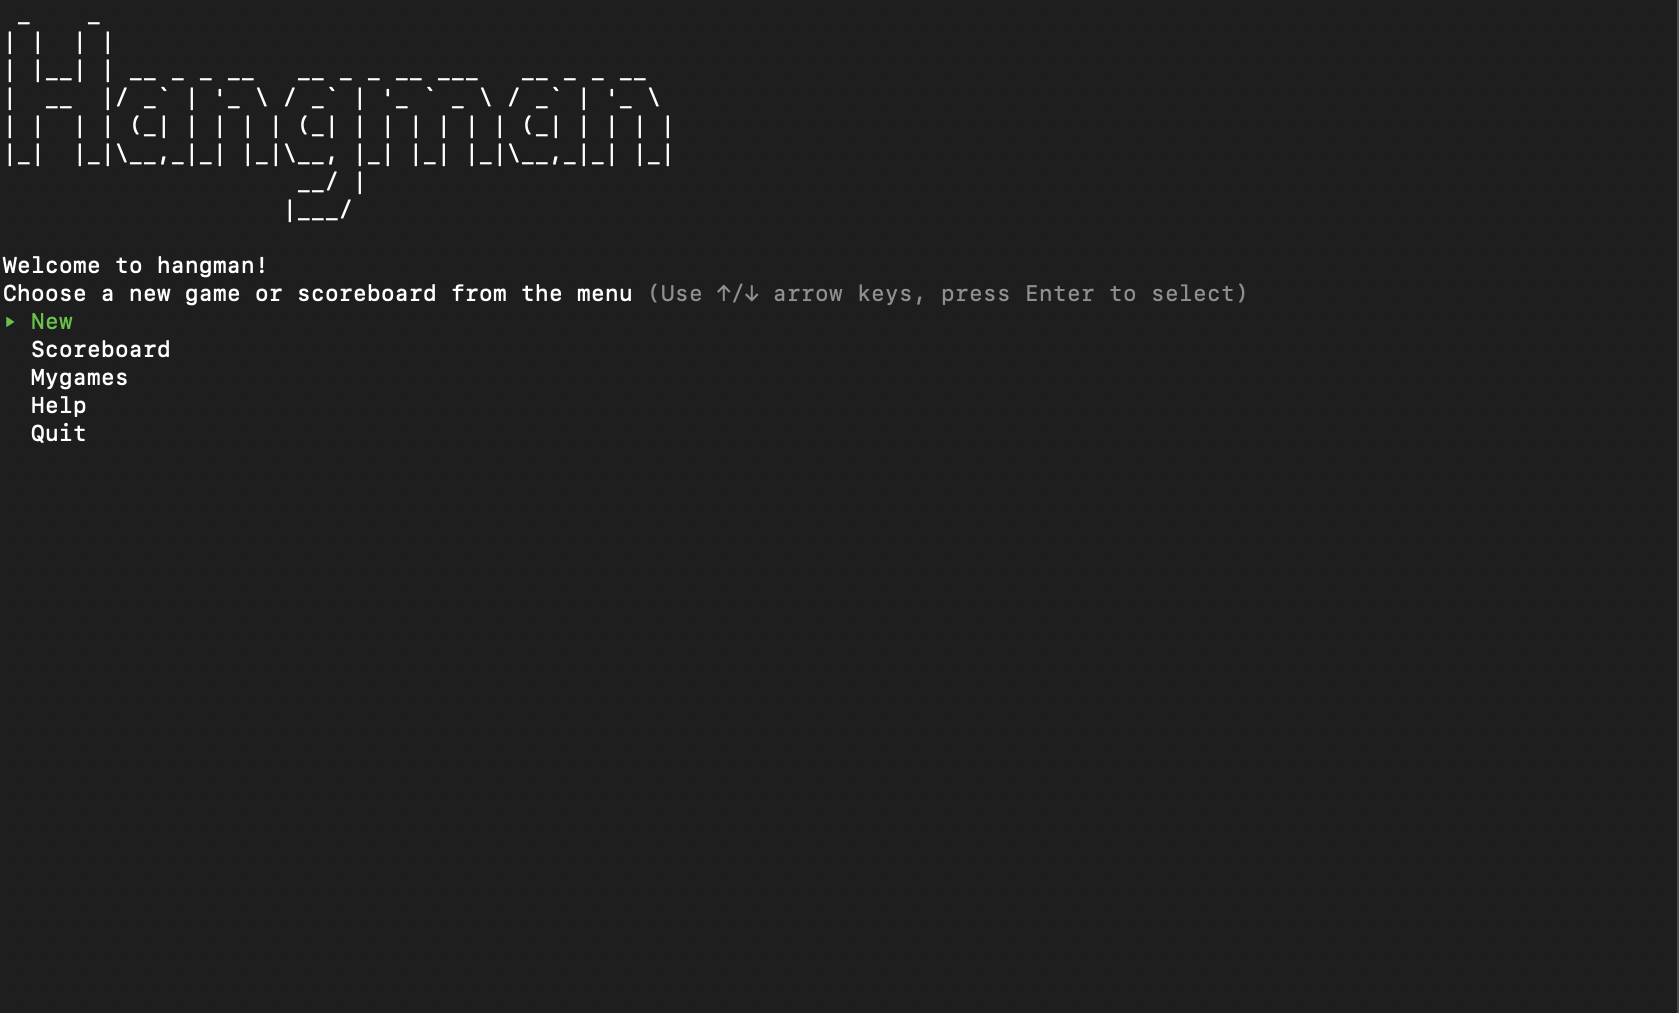 Hangman
Welcome to hangman!
Choose a new game or scoreboard from the menu (Use ↑/↓ arrow keys, press Enter to select)
‣ New
Scoreboard
Mygames
Help
Quit